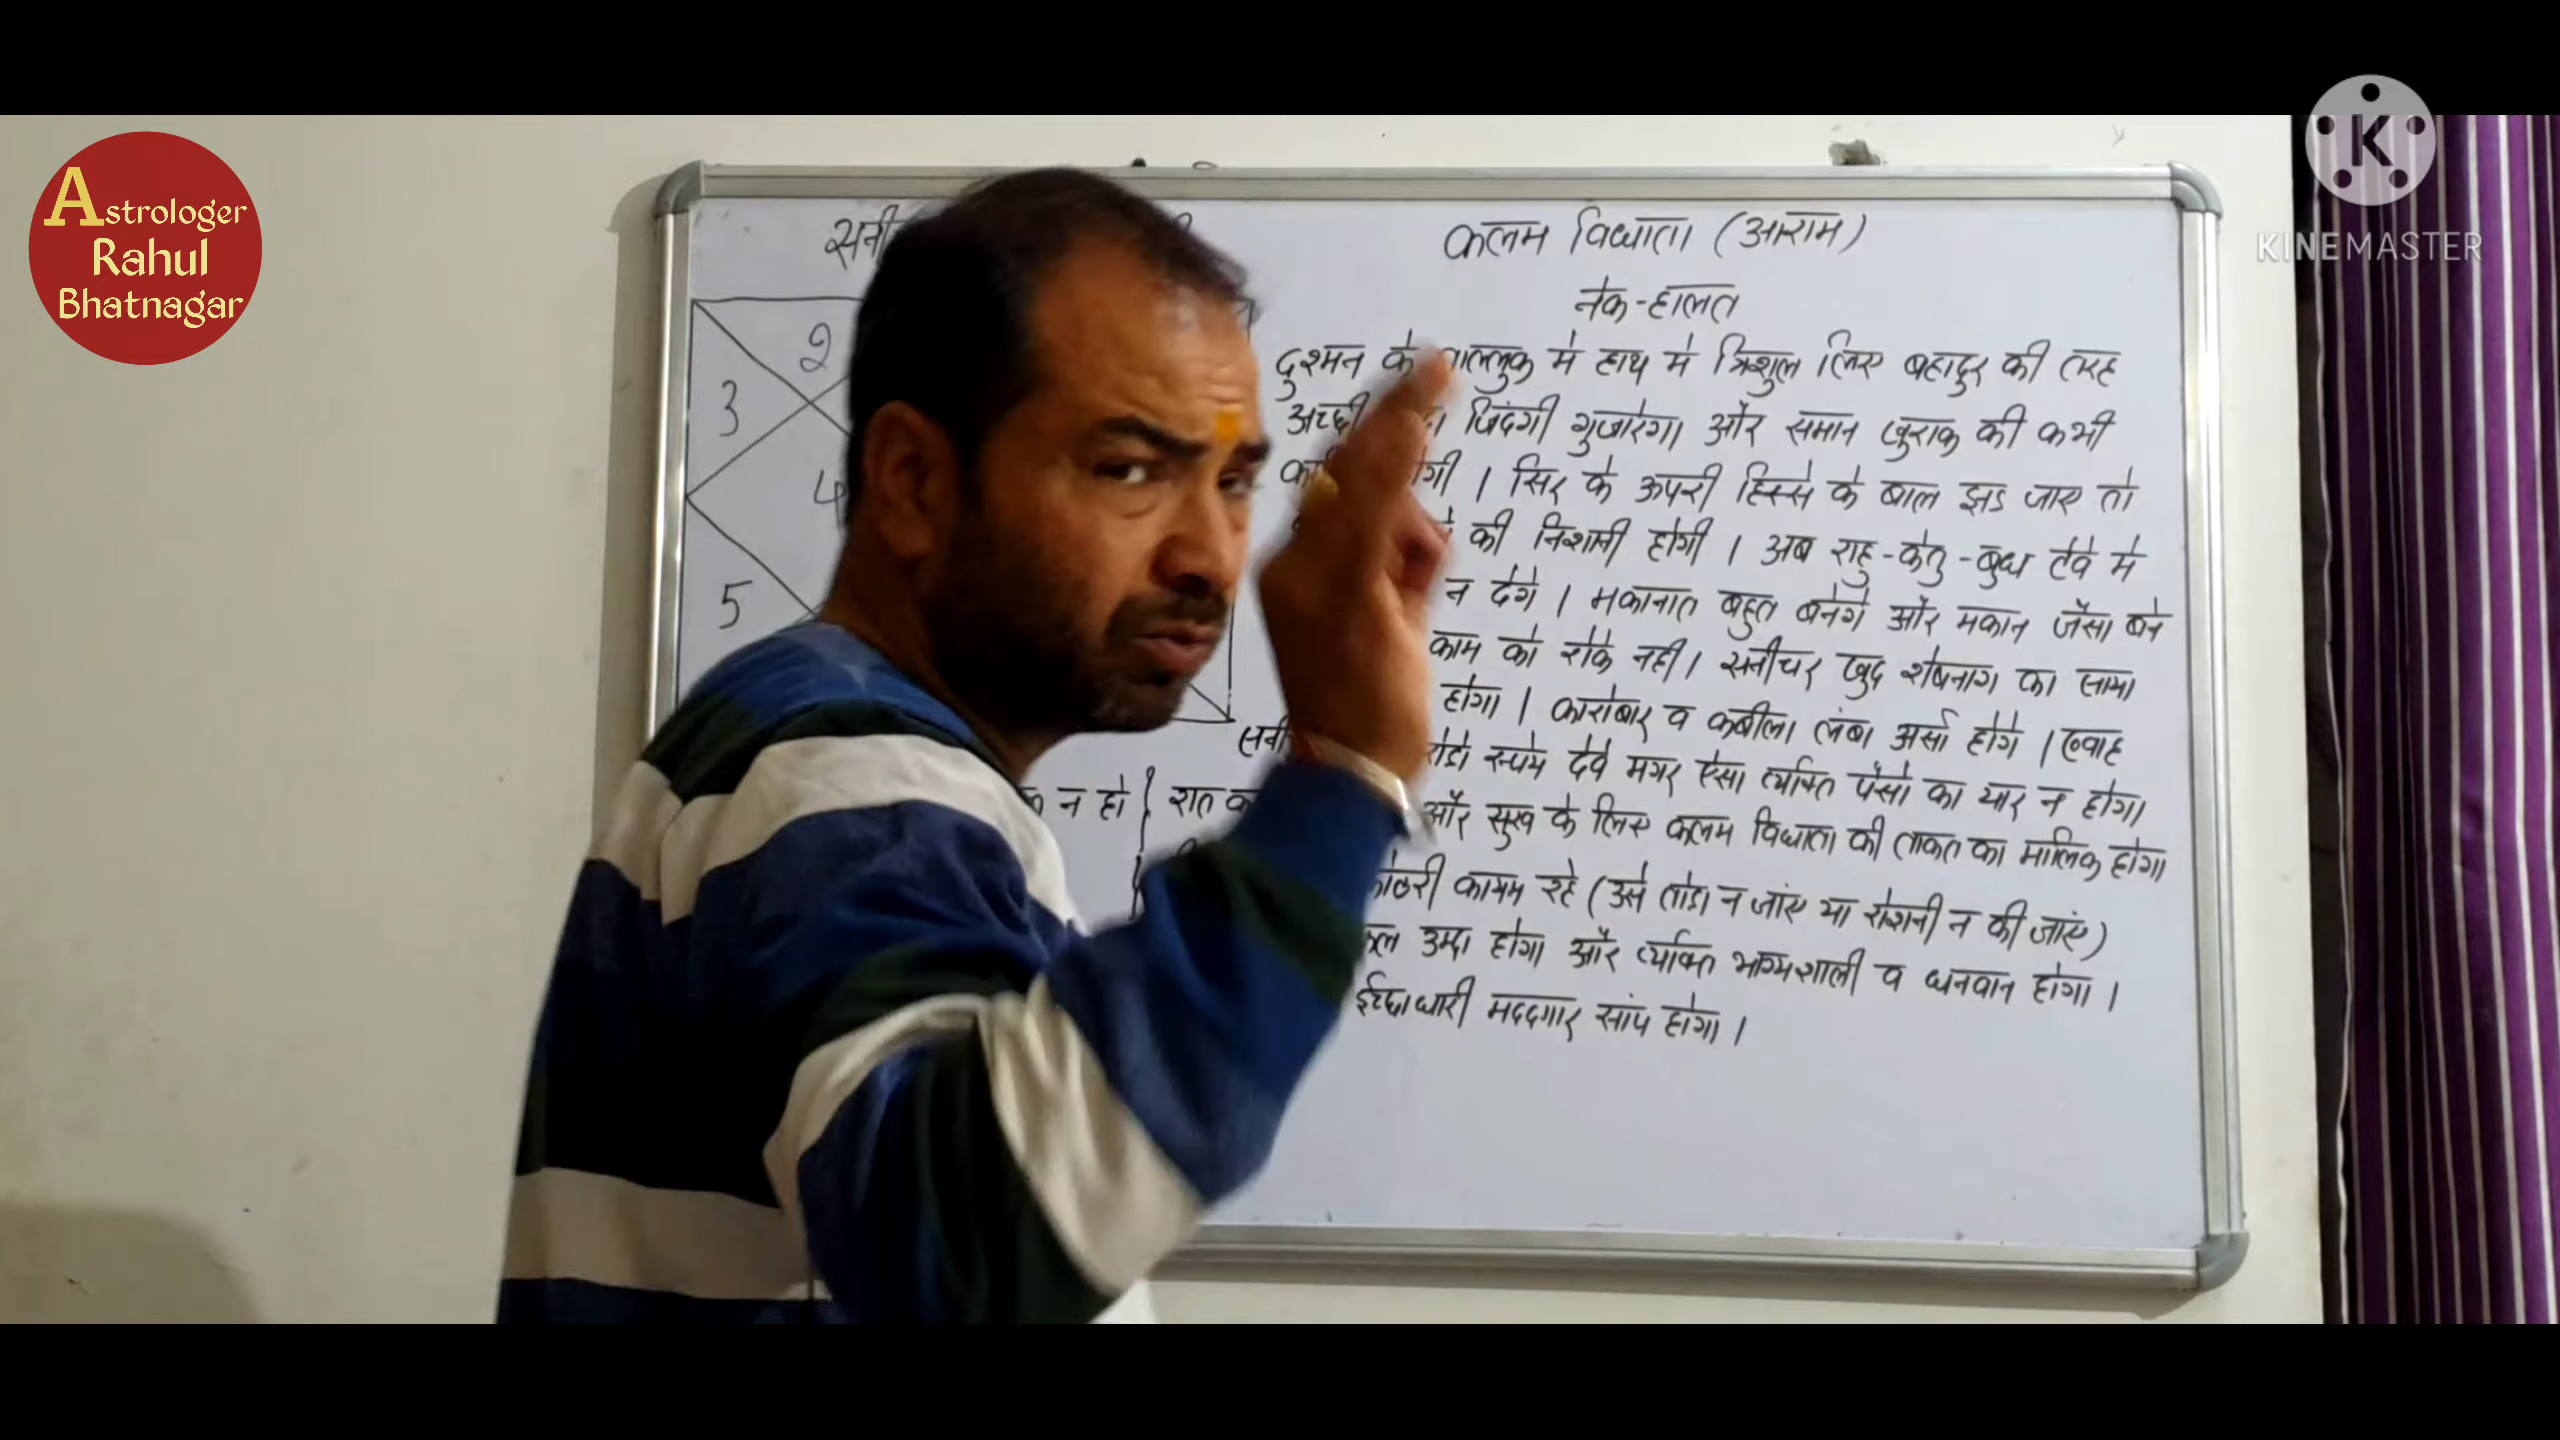 Astrologer
Rahul
Bhatnagar
K
KINEMASTER
कलम विधाता (आराम)
नेक-हालत
दुश्मन के ताल्लुक मे हाथ मे त्रिशुल लिए बहादुर की तरह
अच्छी जिंदगी गुजारेगा और समान खुराक की कभी
। सिर के ऊपरी हिस्से के बाल झड जाए तो
की निशानी होगी । अब राहु-केतु-बुध टेवे मे
न देगे । मकानात बहुत बनेगे और मकान जैसा बने
काम को रोके नही । सनीचर खुद शेषनाग का साया
होगा । कारोबार व कबीला लंबा अर्सा होगे । ख्वाह
रूपये देवे मगर ऐसा व्यक्ति पैसो का यार न होगा
और सुख के लिए कलम विधाता की ताकत का मालिक होगा
कायम रहे (उसे तोडा न जांए या रोशनी न की जांए)
उम्दा होगा और व्यक्ति भाग्यशाली व धनवान होगा ।
ईच्छाधारी मददगार सांप होगा ।
2
3
4
5
न हो } रात